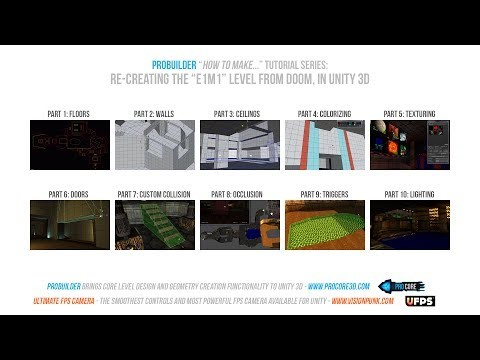 PROBUILDER "HOW TO MAKE..." TUTORIAL SERIES:
RE-CREATING THE "E1M1" LEVEL FROM DOOM, IN UNITY 3D
PART 1: FLOORS PART 2: WALLS PART 3: CEILINGS PART 4: COLORIZING PART 5: TEXTURING
PART 6: DOORS PART 7: CUSTOM COLLISION PART 8: OCCLUSION PART 9: TRIGGERS PART 10: LIGHTING
PROBUILDER BRINGS CORE LEVEL DESIGN AND GEOMETRY CREATION FUNCTIONALITY TO UNITY 3D - WWW.PROCORE3D.COM
PROCORE
ULTIMATE FPS CAMERA - THE SMOOTHEST CONTROLS AND MOST POWERFUL FPS CAMERA AVAILABLE FOR UNITY - WWW.VISIONPUNK.COM
UFPS